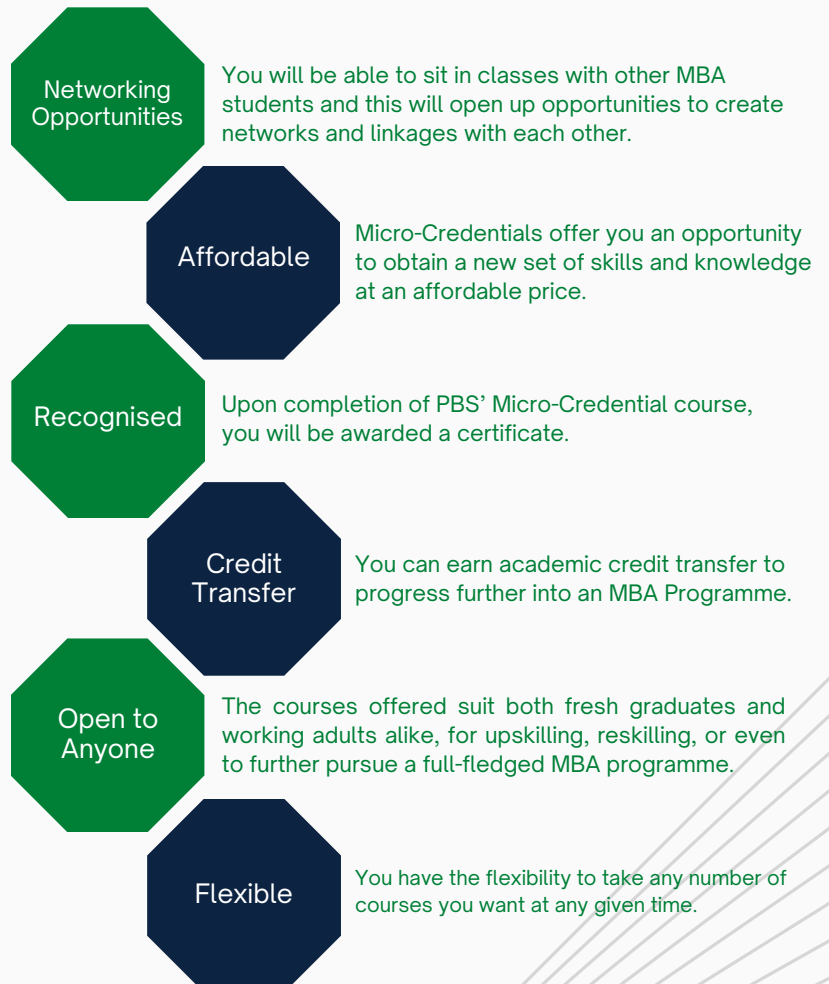 Networking
Opportunities
You will be able to sit in classes with other MBA
students and this will open up opportunities to create
networks and linkages with each other.
Affordable
Micro-Credentials offer you an opportunity
to obtain a new set of skills and knowledge
at an affordable price.
Recognised
Upon completion of PBS’ Micro-Credential course,
you will be awarded a certificate.
Credit
Transfer
You can earn academic credit transfer to
progress further into an MBA Programme.
Open to
Anyone
The courses offered suit both fresh graduates and
working adults alike, for upskilling, reskilling, or even
to further pursue a full-fledged MBA programme.
Flexible
You have the flexibility to take any number of
courses you want at any given time.